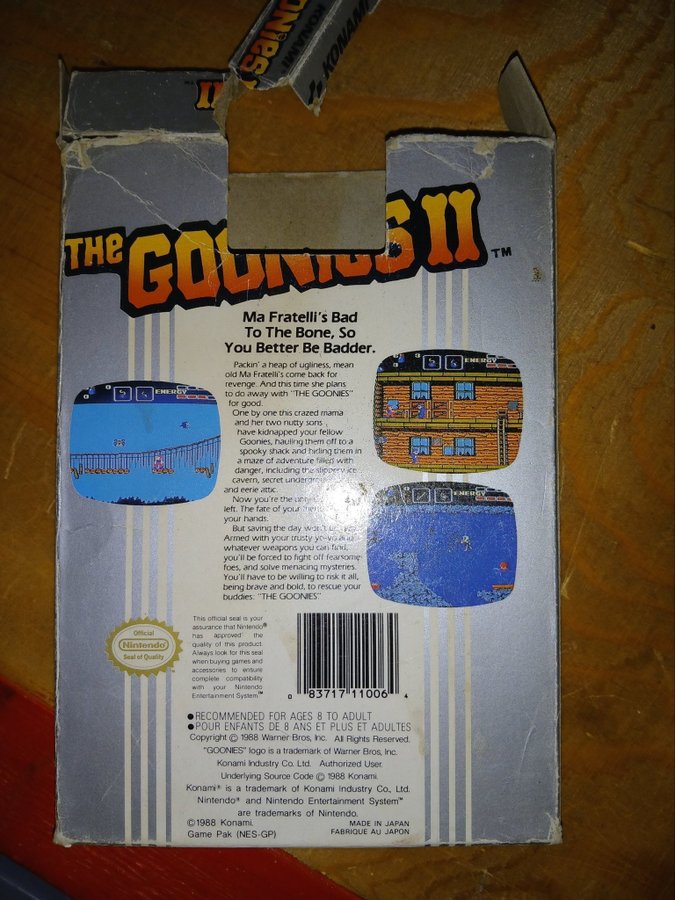 KONAMI
KONAMI
II
THE GOONIES II ™
Ma Fratelli's Bad
To The Bone, So
You Better Be Badder.
Packin' a heap of ugliness, mean
old Ma Fratelli's come back for
revenge. And this time she plans
to do away with "THE GOONIES"
for good.
One by one this crazed mama
and her two nutty sons
have kidnapped your fellow
Goonies, hauling them off to a
spooky shack and hiding them in
a maze of adventure filled with
danger, including the slippery ice
cavern, secret
and eerie attic.
Now you're the only
left. The fate of your
your hands.
But saving the day won't
Armed with your trusty yo-yo and
whatever weapons you can find,
you'll be forced to fight off fearsome
foes, and solve menacing mysteries.
You'll have to be willing to risk it all,
being brave and bold, to rescue your
buddies: "THE GOONIES"
ENERGY
ENERGY
ENERGY
Official
Nintendo
Seal of Quality
This official seal is your
assurance that Nintendo®
has approved the
quality of this product.
Always look for this seal
when buying games and
accessories to ensure
complete compatibility
with your Nintendo
Entertainment System™
0 83717 11006 4
●RECOMMENDED FOR AGES 8 TO ADULT
●POUR ENFANTS DE 8 ANS ET PLUS ET ADULTES
Copyright © 1988 Warner Bros, Inc. All Rights Reserved.
"GOONIES" logo is a trademark of Warner Bros, Inc.
Konami Industry Co. Ltd. Authorized User.
Underlying Source Code © 1988 Konami.
Konami® is a trademark of Konami Industry Co., Ltd.
Nintendo® and Nintendo Entertainment System™
are trademarks of Nintendo.
©1988 Konami.
Game Pak (NES-GP)
MADE IN JAPAN
FABRIQUE AU JAPON